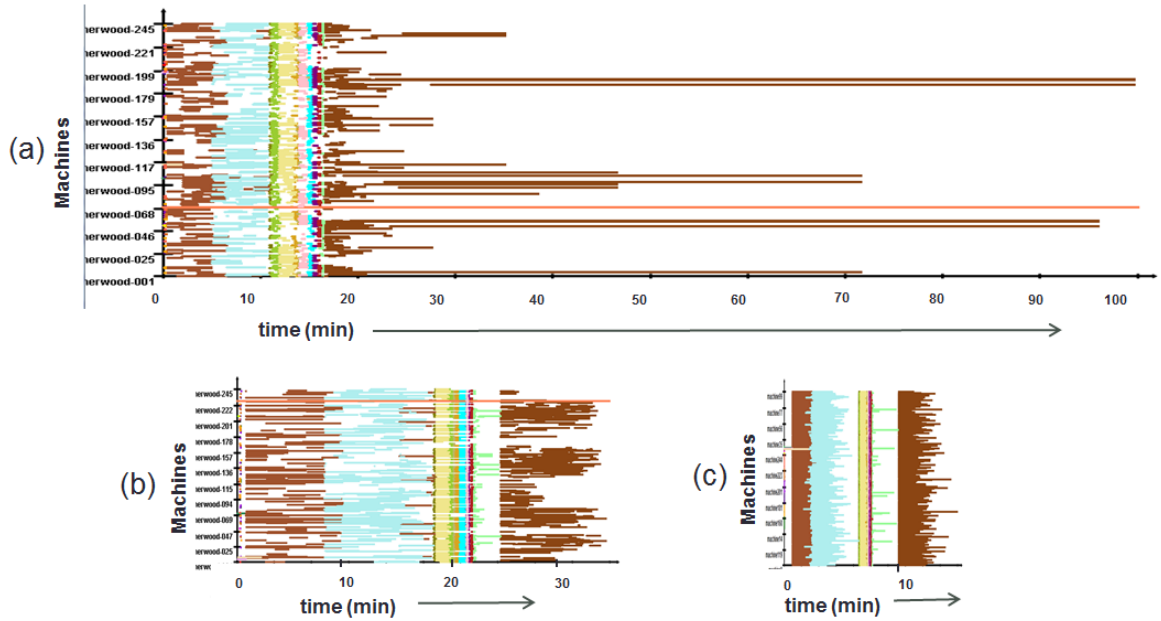 (a)
Machines
nerwood-245
nerwood-221
nerwood-199
nerwood-179
nerwood-157
nerwood-136
nerwood-117
nerwood-095
nerwood-068
nerwood-046
nerwood-025
nerwood-001
0 10 20 30 40 50 60 70 80 90 100
time (min)
(b)
Machines
nerwood-245
nerwood-222
nerwood-201
nerwood-178
nerwood-157
nerwood-136
nerwood-115
nerwood-094
nerwood-069
nerwood-047
nerwood-025
0 10 20 30
time (min)
(c)
Machines
0 10
time (min)